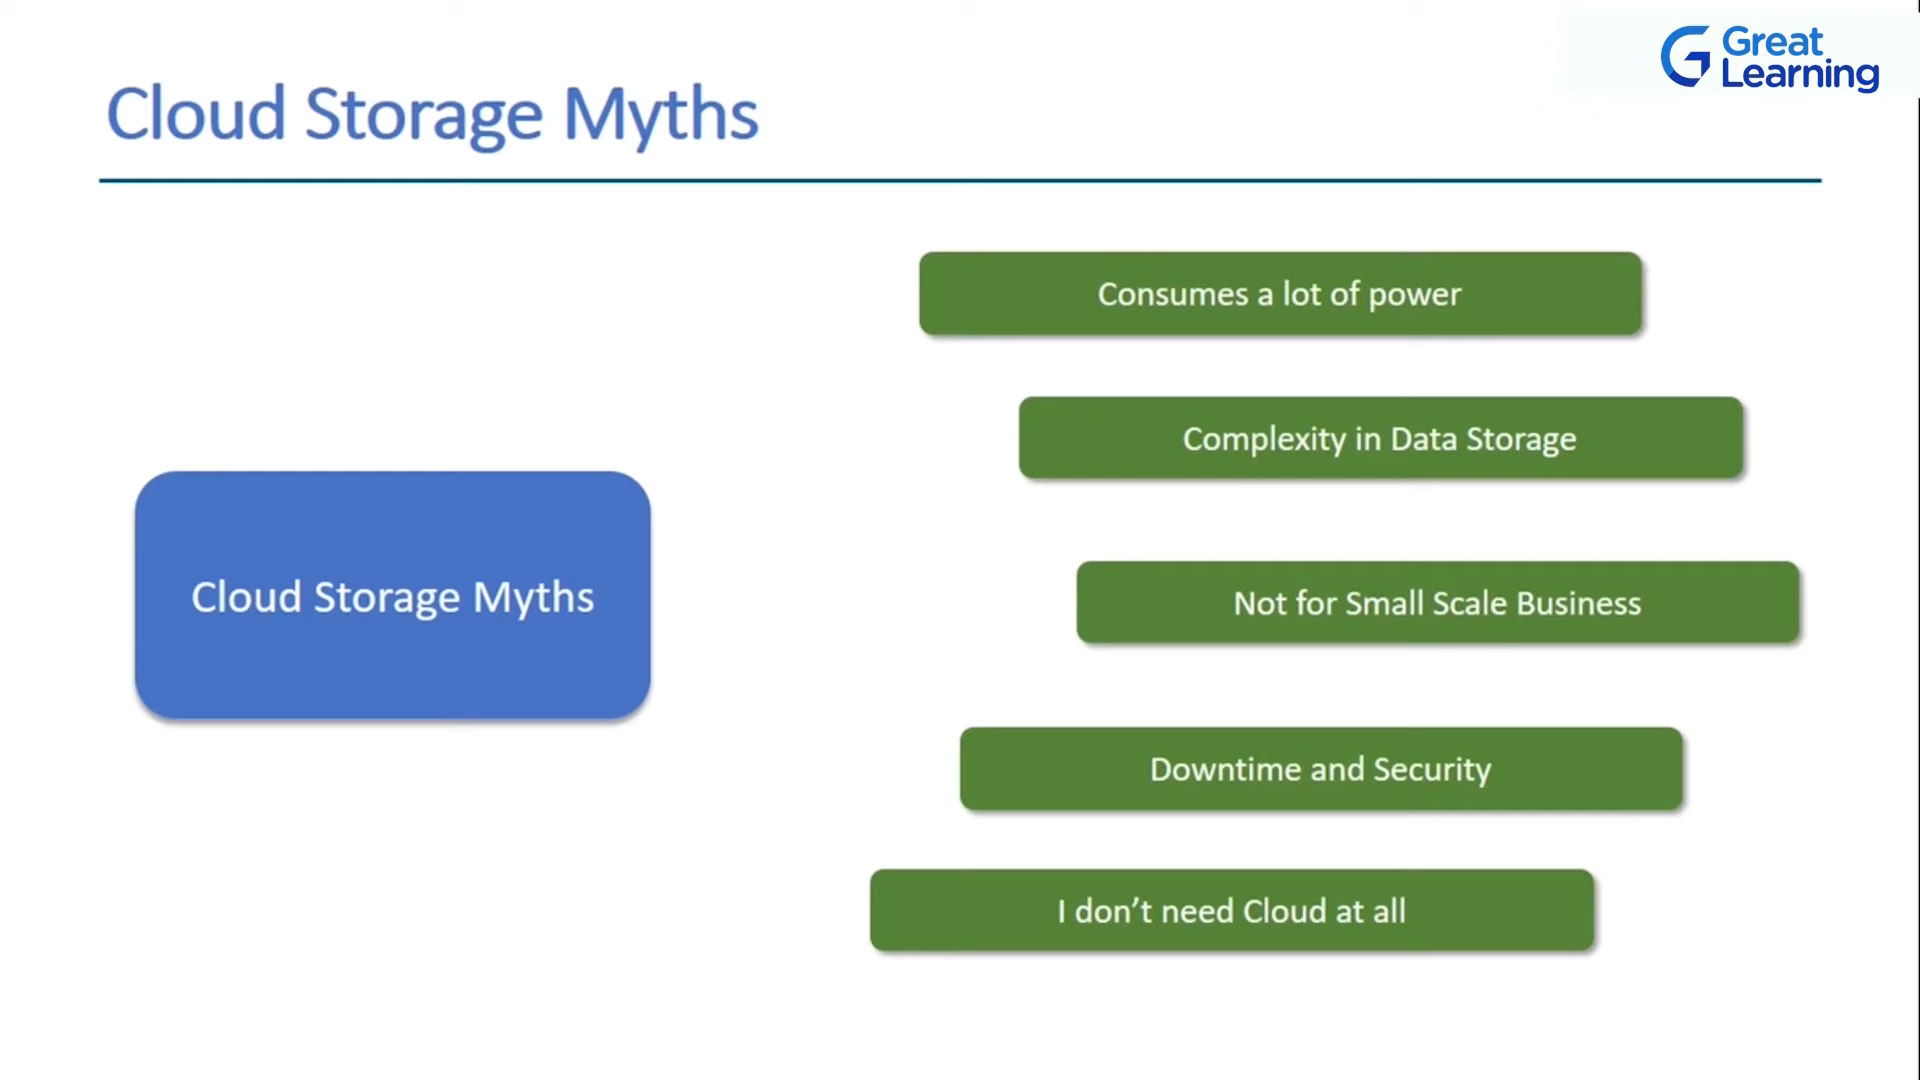 Great
Learning
Cloud Storage Myths
Consumes a lot of power
Complexity in Data Storage
Cloud Storage Myths
Not for Small Scale Business
Downtime and Security
I don’t need Cloud at all